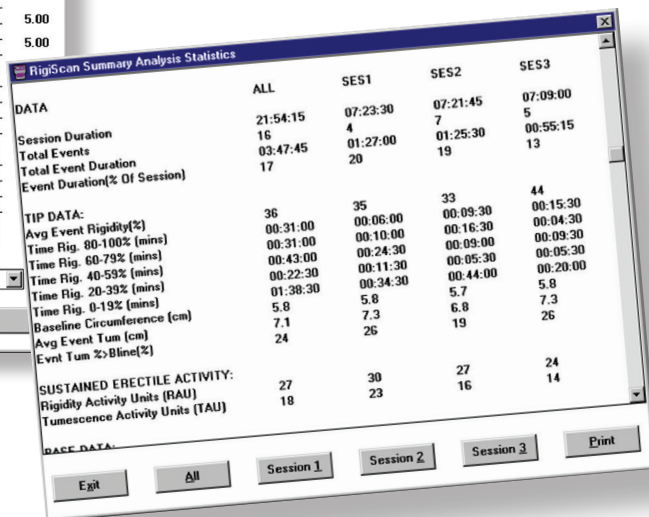 5.00
5.00
RigiScan Summary Analysis Statistics
DATA ALL SES1 SES2 SES3
Session Duration 21:54:15 07:23:30 07:21:45 07:09:00
Total Events 16 4 7 5
Total Event Duration 03:47:45 01:27:00 01:25:30 00:55:15
Event Duration(% Of Session) 17 20 19 13
TIP DATA:
Avg Event Rigidity(%) 36 35 33 44
Time Rig. 80-100% (mins) 00:31:00 00:06:00 00:09:30 00:15:30
Time Rig. 60-79% (mins) 00:31:00 00:10:00 00:16:30 00:04:30
Time Rig. 40-59% (mins) 00:43:00 00:24:30 00:09:00 00:09:30
Time Rig. 20-39% (mins) 00:22:30 00:11:30 00:05:30 00:05:30
Time Rig. 0-19% (mins) 01:38:30 00:34:30 00:44:00 00:20:00
Baseline Circumference (cm) 5.8 5.8 5.7 5.8
Avg Event Tum (cm) 7.1 7.3 6.8 7.3
Evnt Tum %>Bline(%) 24 26 19 26
SUSTAINED ERECTILE ACTIVITY:
Rigidity Activity Units (RAU) 27 30 27 24
Tumescence Activity Units (TAU) 18 23 16 14
BASE DATA:
Exit All Session 1 Session 2 Session 3 Print